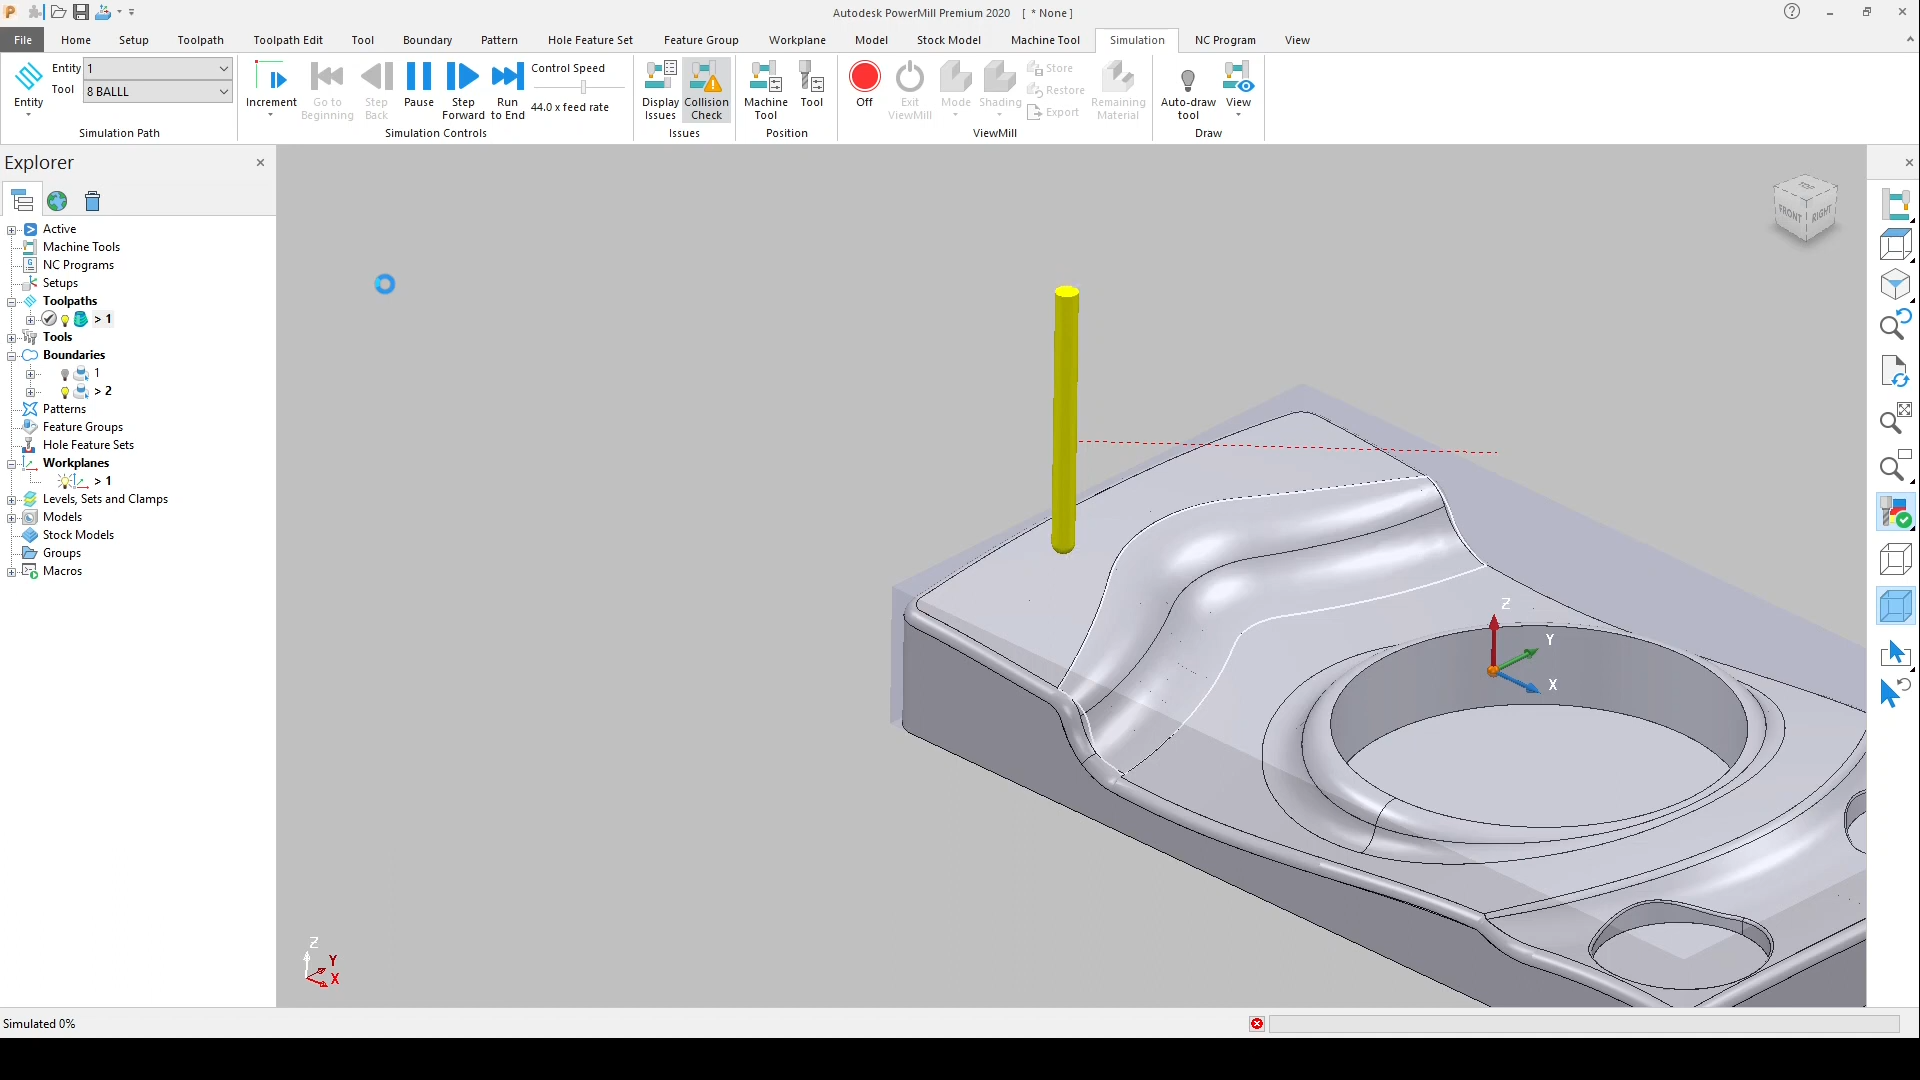 Autodesk PowerMill Premium 2020 [ * None ]
File Home Setup Toolpath Toolpath Edit Tool Boundary Pattern Hole Feature Set Feature Group Workplane Model Stock Model Machine Tool Simulation NC Program View
Entity 1
Tool 8 BALLL
Entity
Simulation Path
Increment
Go to Beginning
Step Back
Pause
Step Forward
Run to End
Control Speed
44.0 x feed rate
Simulation Controls
Display Issues
Collision Check
Issues
Machine Tool
Tool
Position
Off
Exit ViewMill
Mode
Shading
Store
Restore
Export
Remaining Material
ViewMill
Auto-draw tool
View
Draw
Explorer
Active
Machine Tools
NC Programs
Setups
Toolpaths
> 1
Tools
Boundaries
1
> 2
Patterns
Feature Groups
Hole Feature Sets
Workplanes
> 1
Levels, Sets and Clamps
Models
Stock Models
Groups
Macros
TOP
FRONT RIGHT
Z
Y
X
Z
Y
X
Simulated 0%